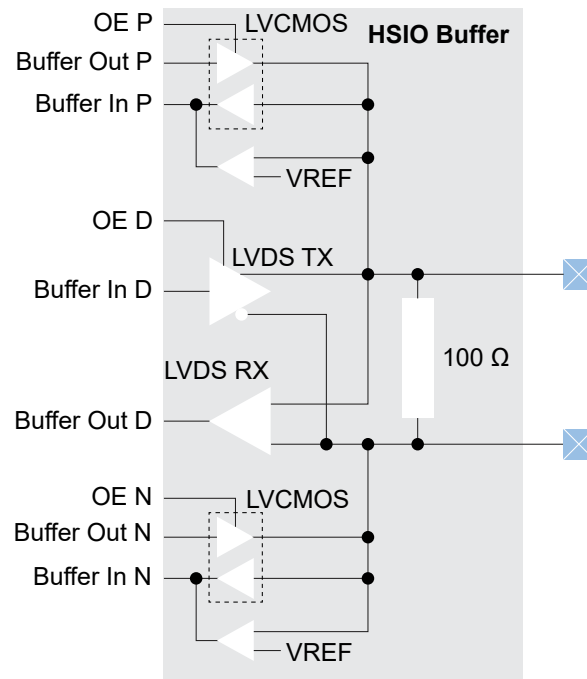 OE P
LVCMOS
HSIO Buffer
Buffer Out P
Buffer In P
VREF
OE D
LVDS TX
Buffer In D
100 Ω
LVDS RX
Buffer Out D
OE N
LVCMOS
Buffer Out N
Buffer In N
VREF